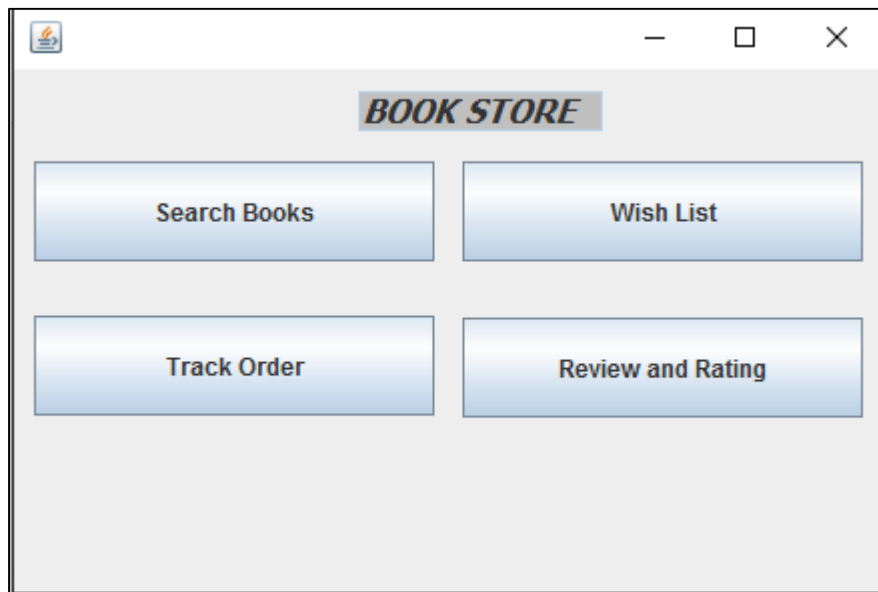 BOOK STORE
Search Books
Wish List
Track Order
Review and Rating